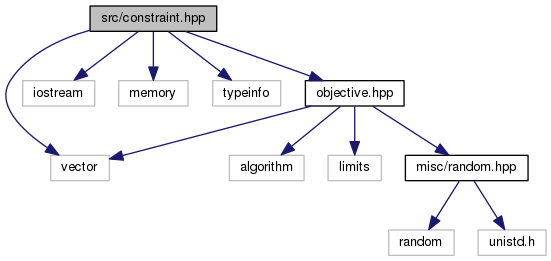 src/constraint.hpp
iostream
memory
typeinfo
objective.hpp
vector
algorithm
limits
misc/random.hpp
random
unistd.h